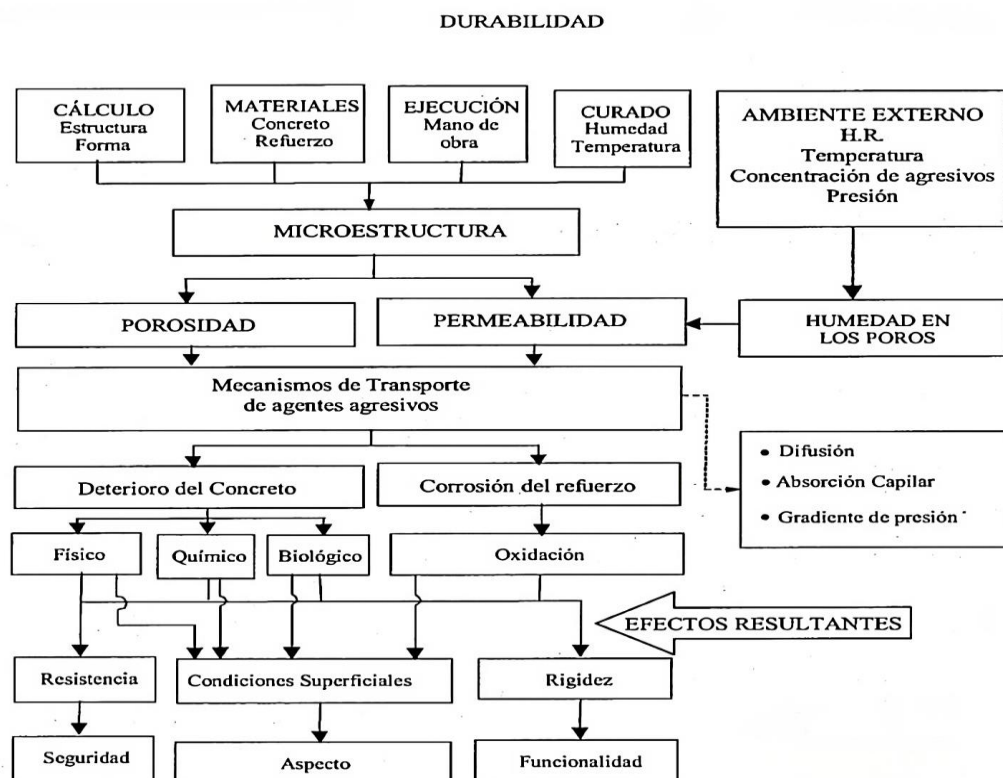 DURABILIDAD
CÁLCULO
Estructura
Forma
MATERIALES
Concreto
Refuerzo
EJECUCIÓN
Mano de
obra
CURADO
Humedad
Temperatura
AMBIENTE EXTERNO
H.R.
Temperatura
Concentración de agresivos
Presión
MICROESTRUCTURA
POROSIDAD
PERMEABILIDAD
HUMEDAD EN
LOS POROS
Mecanismos de Transporte
de agentes agresivos
• Difusión
• Absorción Capilar
• Gradiente de presión
Deterioro del Concreto
Corrosión del refuerzo
Físico
Químico
Biológico
Oxidación
EFECTOS RESULTANTES
Resistencia
Condiciones Superficiales
Rigidez
Seguridad
Aspecto
Funcionalidad